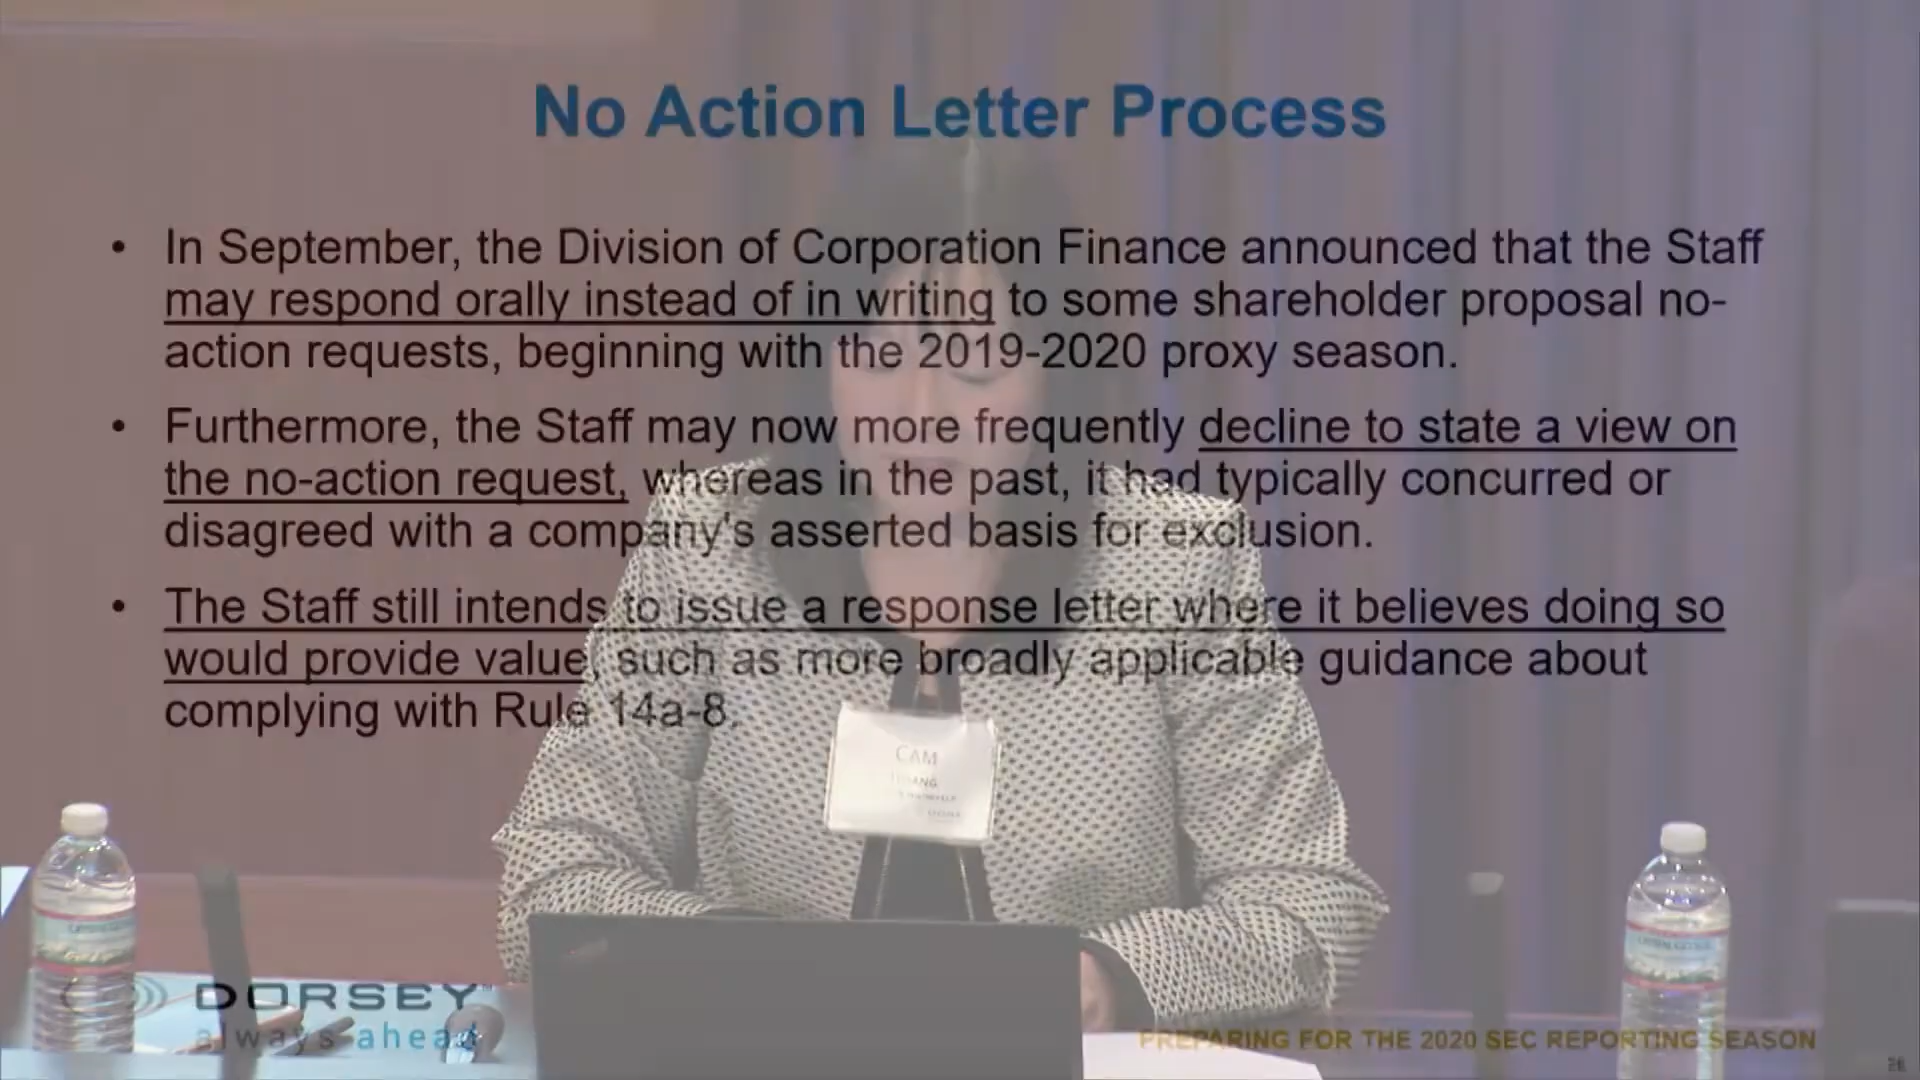 No Action Letter Process
• In September, the Division of Corporation Finance announced that the Staff
may respond orally instead of in writing to some shareholder proposal no-
action requests, beginning with the 2019-2020 proxy season.
• Furthermore, the Staff may now more frequently decline to state a view on
the no-action request, whereas in the past, it had typically concurred or
disagreed with a company's asserted basis for exclusion.
• The Staff still intends to issue a response letter where it believes doing so
would provide value, such as more broadly applicable guidance about
complying with Rule 14a-8.
CAM
DORSEY™
always ahead
PREPARING FOR THE 2020 SEC REPORTING SEASON